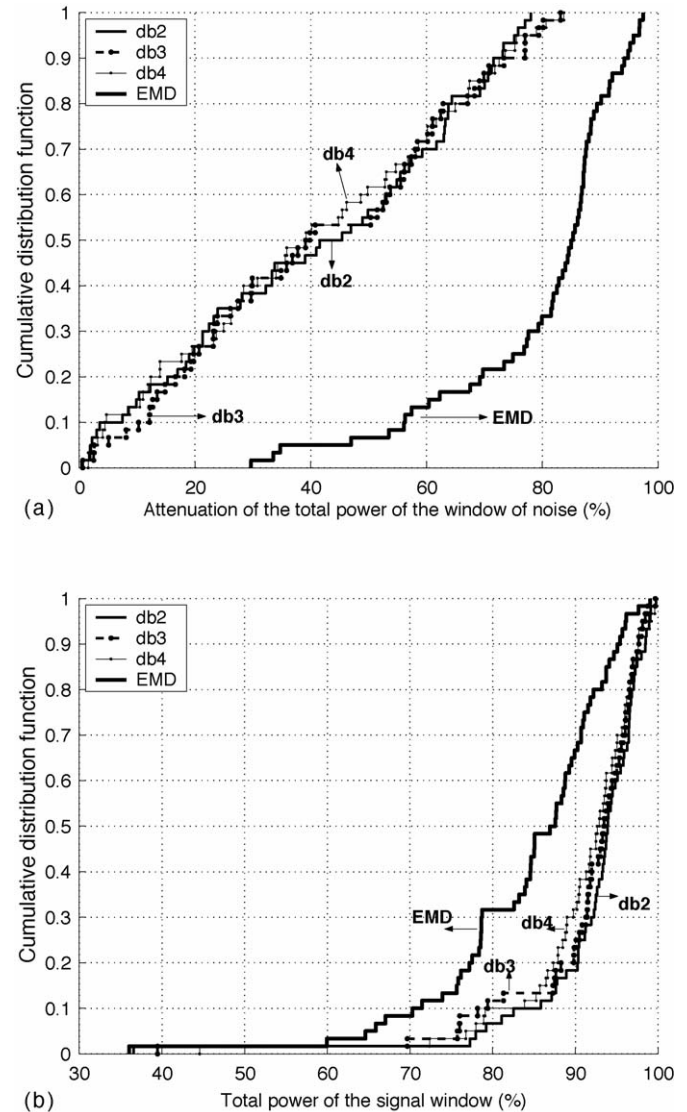 1
0.9
0.8
0.7
0.6
0.5
0.4
0.3
0.2
0.1
0
Cumulative distribution function
db2
db3
db4
EMD
db4
db2
db3
EMD
0 20 40 60 80 100
(a) Attenuation of the total power of the window of noise (%)
1
0.9
0.8
0.7
0.6
0.5
0.4
0.3
0.2
0.1
0
Cumulative distribution function
db2
db3
db4
EMD
EMD
db4
db2
db3
30 40 50 60 70 80 90 100
(b) Total power of the signal window (%)